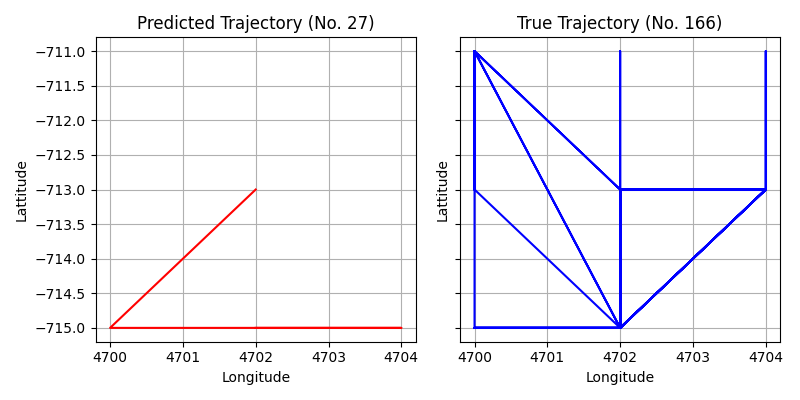 Predicted Trajectory (No. 27)
Lattitude
−711.0
−711.5
−712.0
−712.5
−713.0
−713.5
−714.0
−714.5
−715.0
4700 4701 4702 4703 4704
Longitude
True Trajectory (No. 166)
Lattitude
4700 4701 4702 4703 4704
Longitude